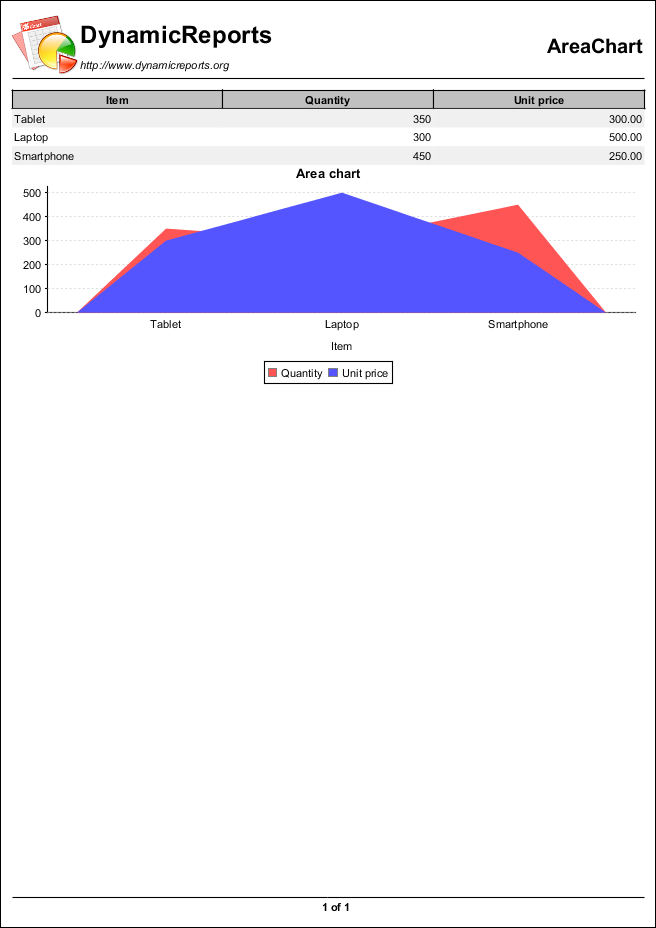 DynamicReports
http://www.dynamicreports.org
AreaChart
Item Quantity Unit price
Tablet 350 300.00
Laptop 300 500.00
Smartphone 450 250.00
Area chart
500
400
300
200
100
0
Tablet Laptop Smartphone
Item
Quantity Unit price
1 of 1